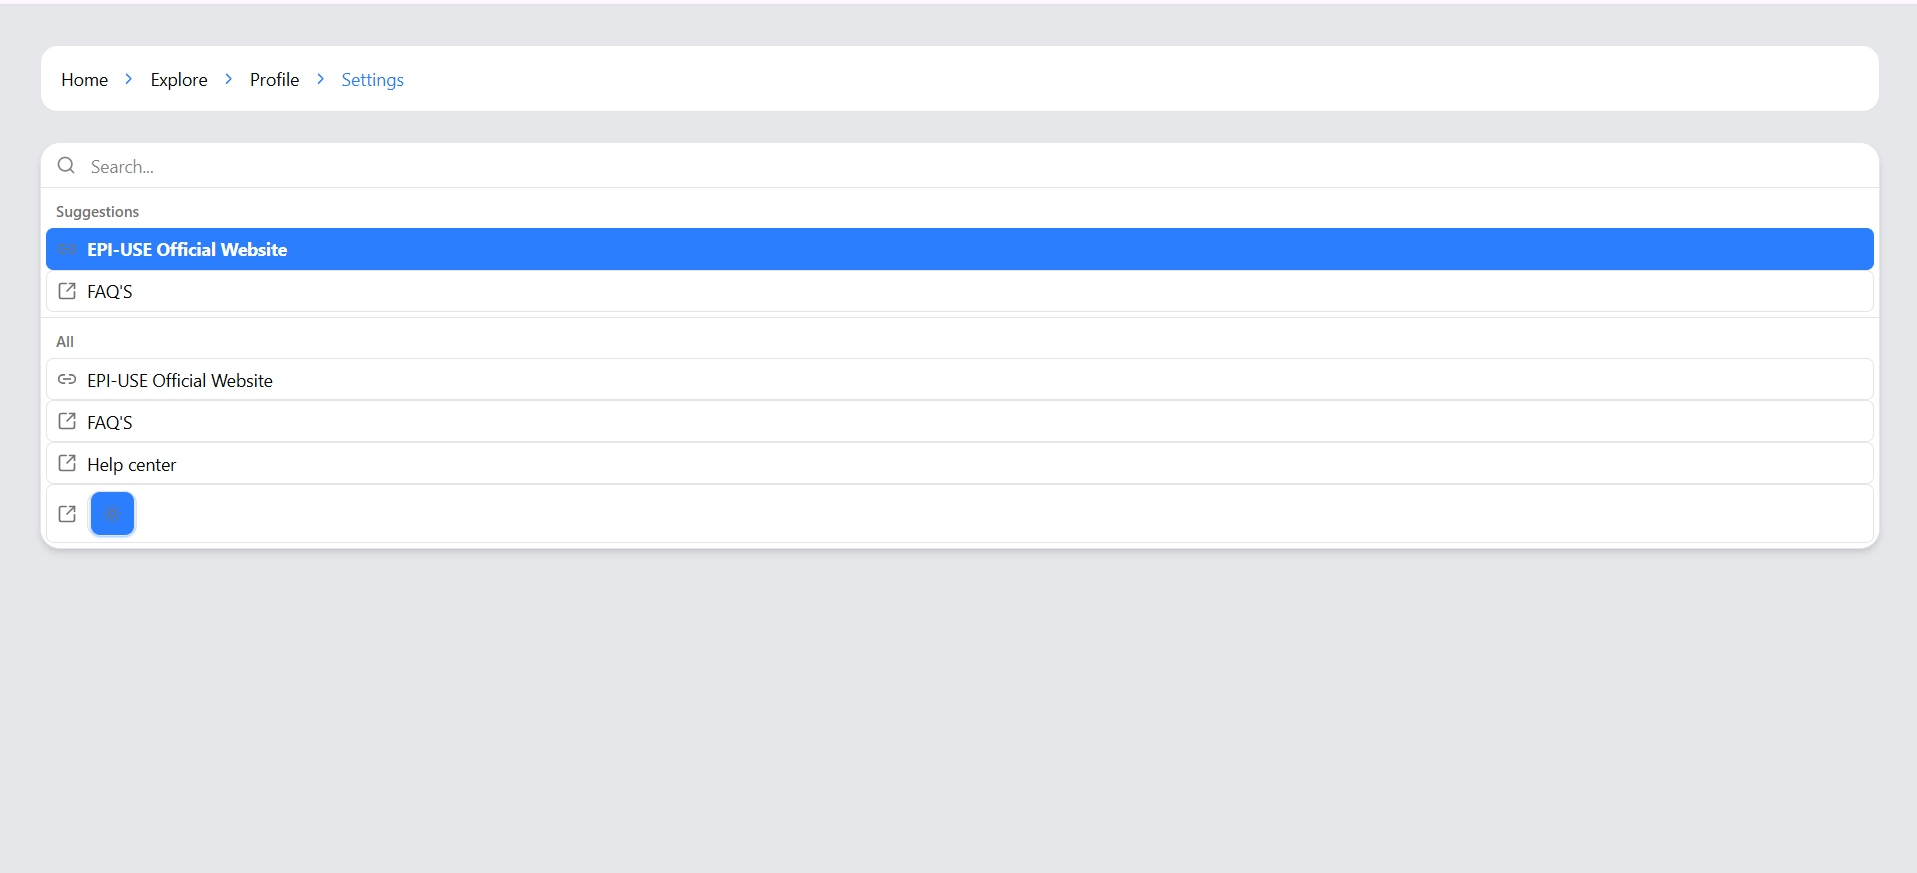 Home Explore Profile Settings
Search...
Suggestions
EPI-USE Official Website
FAQ'S
All
EPI-USE Official Website
FAQ'S
Help center